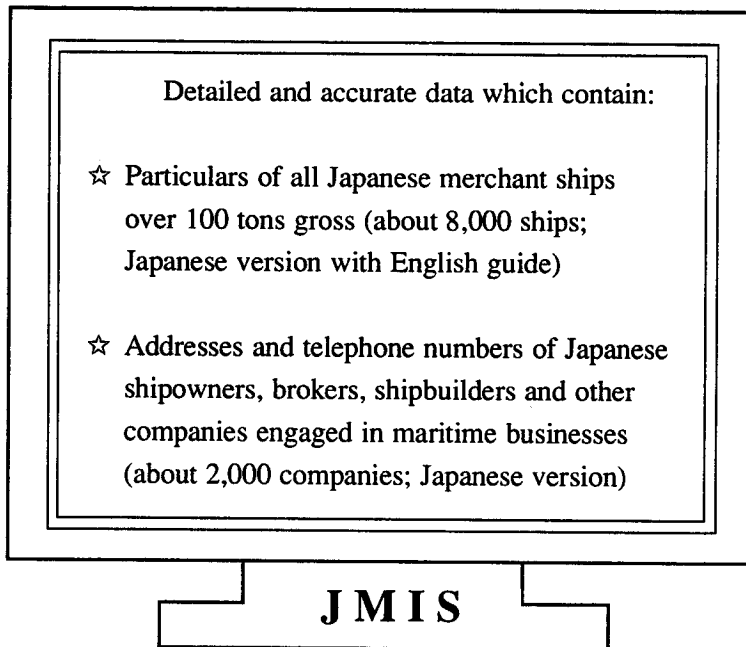 Detailed and accurate data which contain:
☆ Particulars of all Japanese merchant ships
over 100 tons gross (about 8,000 ships;
Japanese version with English guide)
☆ Addresses and telephone numbers of Japanese
shipowners, brokers, shipbuilders and other
companies engaged in maritime businesses
(about 2,000 companies; Japanese version)
JMIS